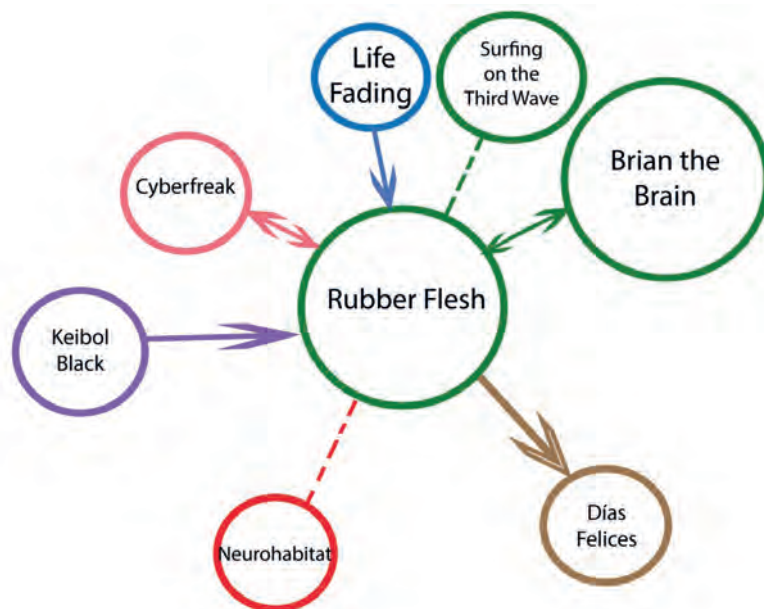 Life
Fading
Surfing
on the
Third Wave
Brian the
Brain
Cyberfreak
Rubber Flesh
Keibol
Black
Días
Felices
Neurohabitat